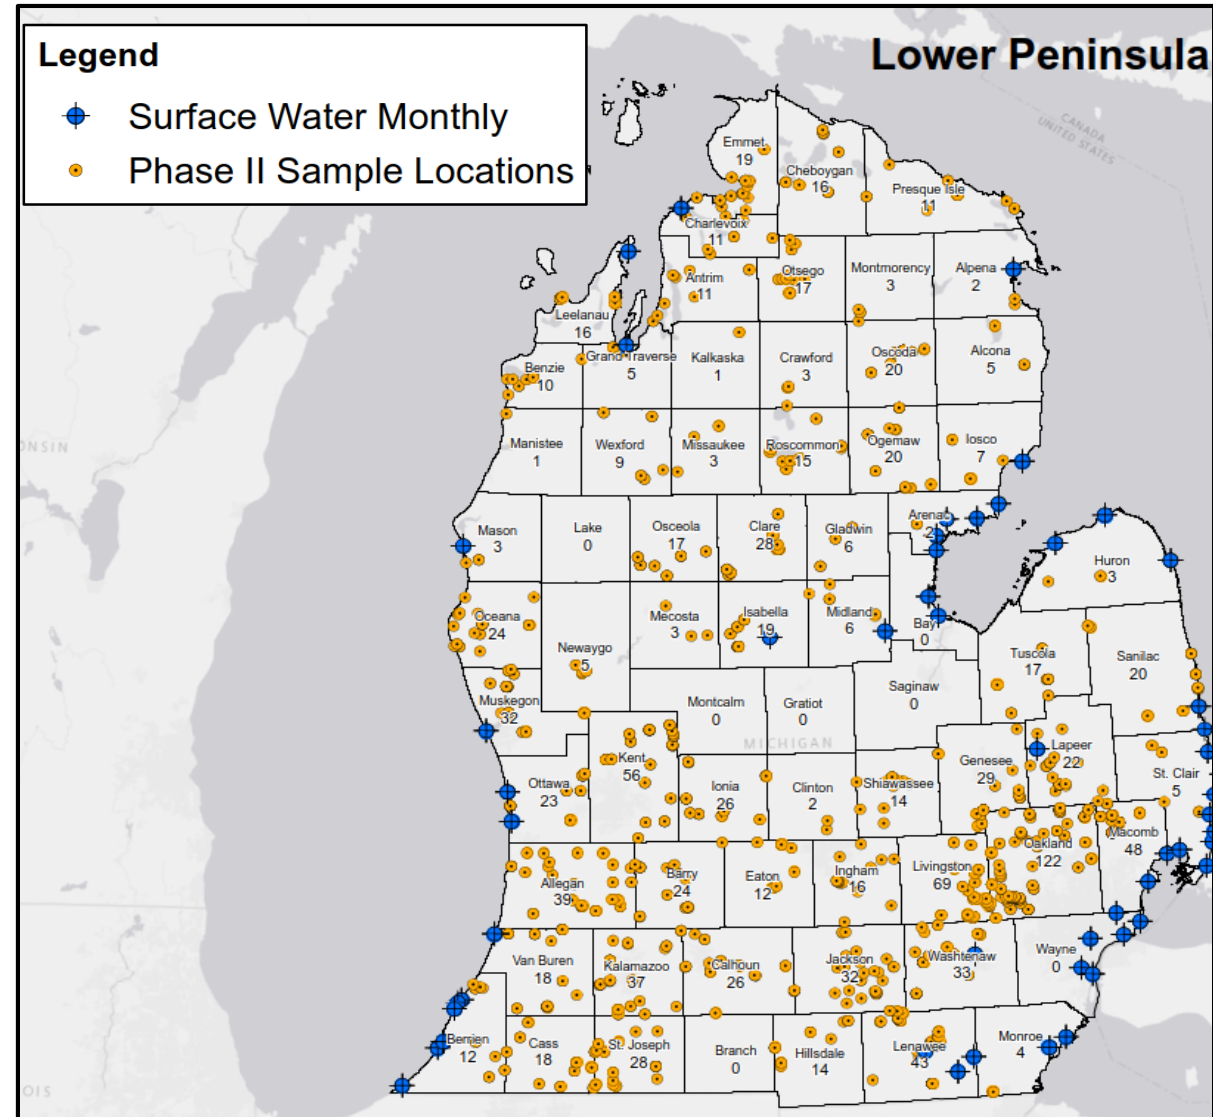 Legend
Surface Water Monthly
Phase II Sample Locations
Lower Peninsula
CANADA
UNITED STATES
Emmet
19
Cheboygan
16
Presque Isle
11
Charlevoix
11
Antrim
11
Otsego
17
Montmorency
3
Alpena
2
Leelanau
16
Benzie
10
Grand Traverse
5
Kalkaska
1
Crawford
3
Oscoda
20
Alcona
5
ONSIN
Manistee
1
Wexford
9
Missaukee
3
Roscommon
15
Ogemaw
20
Iosco
7
Mason
3
Lake
0
Osceola
17
Clare
28
Gladwin
6
Arenac
2
Huron
3
Oceana
24
Newaygo
5
Mecosta
3
Isabella
19
Midland
6
Bay
0
Tuscola
17
Sanilac
20
Muskegon
32
Montcalm
0
Gratiot
0
Saginaw
0
MICHIGAN
Kent
56
Ottawa
23
Ionia
26
Clinton
2
Shiawassee
14
Genesee
29
Lapeer
22
St. Clair
5
Allegan
39
Barry
24
Eaton
12
Ingham
16
Livingston
69
Oakland
122
Macomb
48
Van Buren
18
Kalamazoo
37
Calhoun
26
Jackson
32
Washtenaw
33
Wayne
0
Berrien
12
Cass
18
St. Joseph
28
Branch
0
Hillsdale
14
Lenawee
43
Monroe
4
OIS